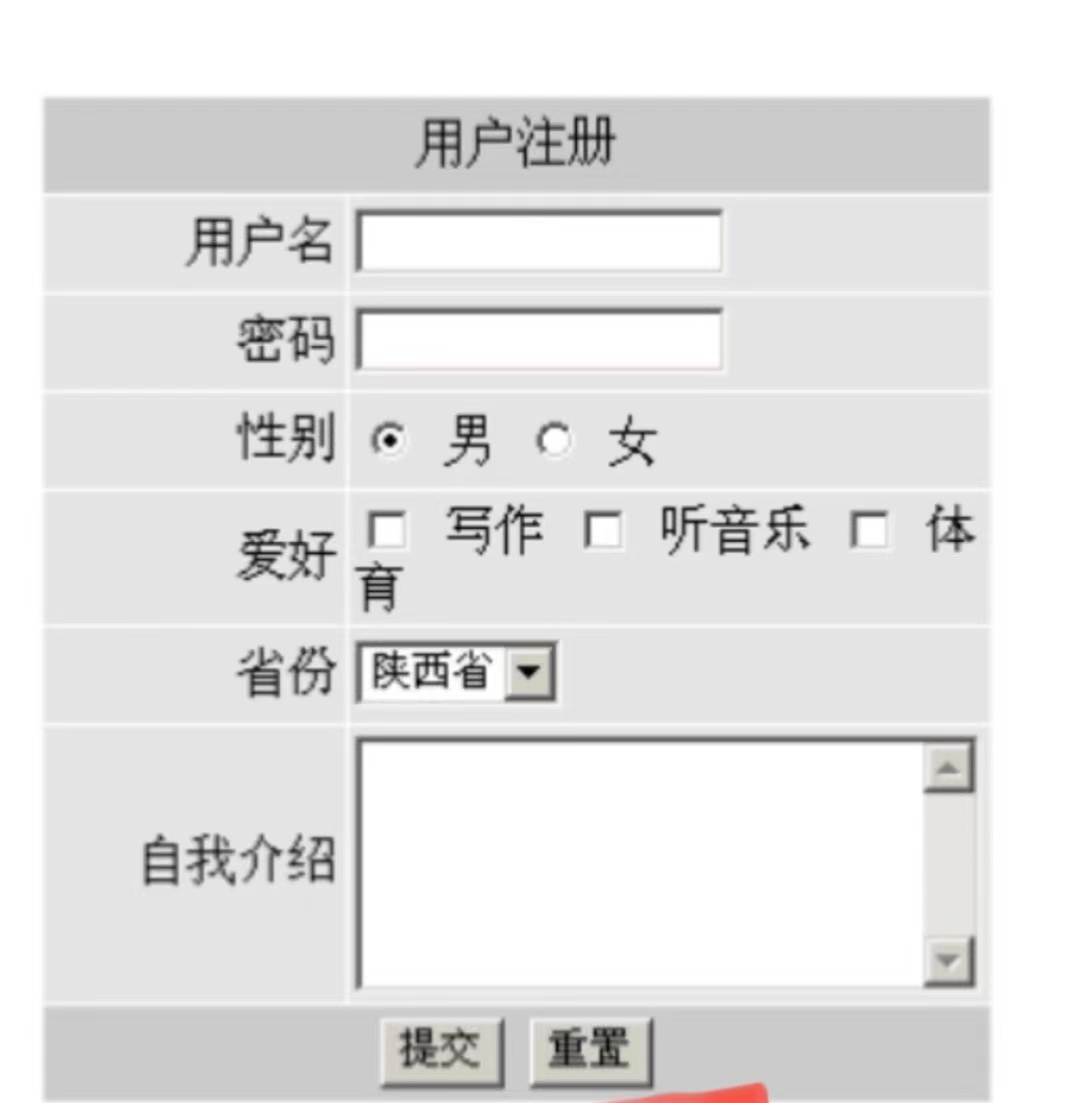 用户注册
用户名
密码
性别 男 女
爱好 写作 听音乐 体
育
省份 陕西省
自我介绍
提交 重置